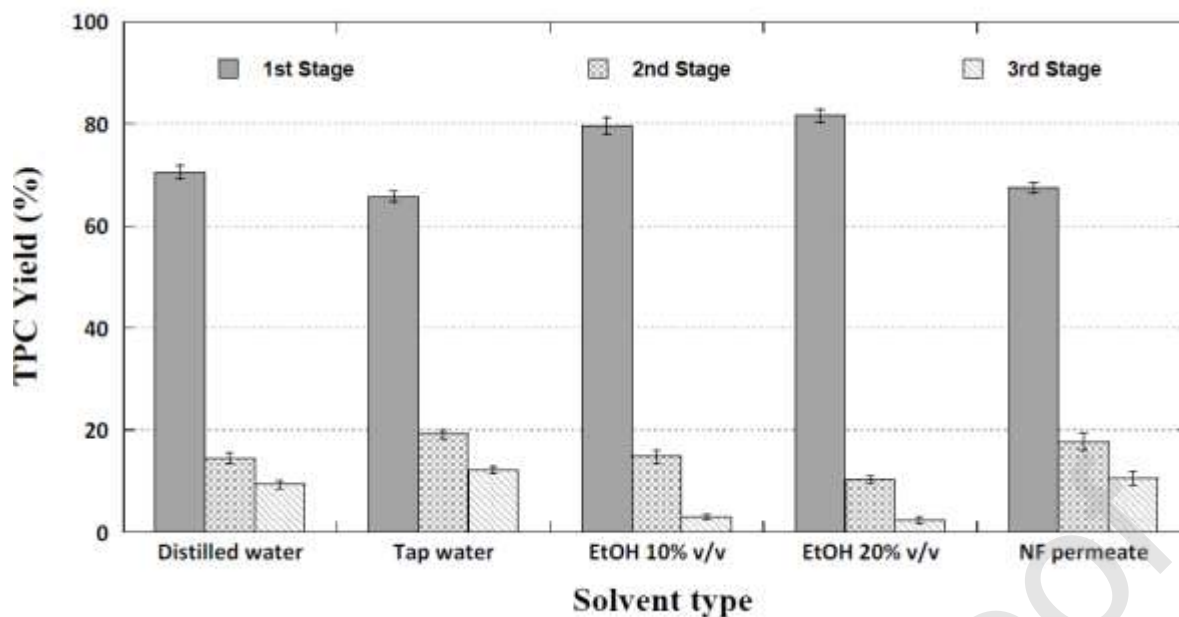 100
80
60
40
20
0
TPC Yield (%)
1st Stage 2nd Stage 3rd Stage
Distilled water Tap water EtOH 10% v/v EtOH 20% v/v NF permeate
Solvent type